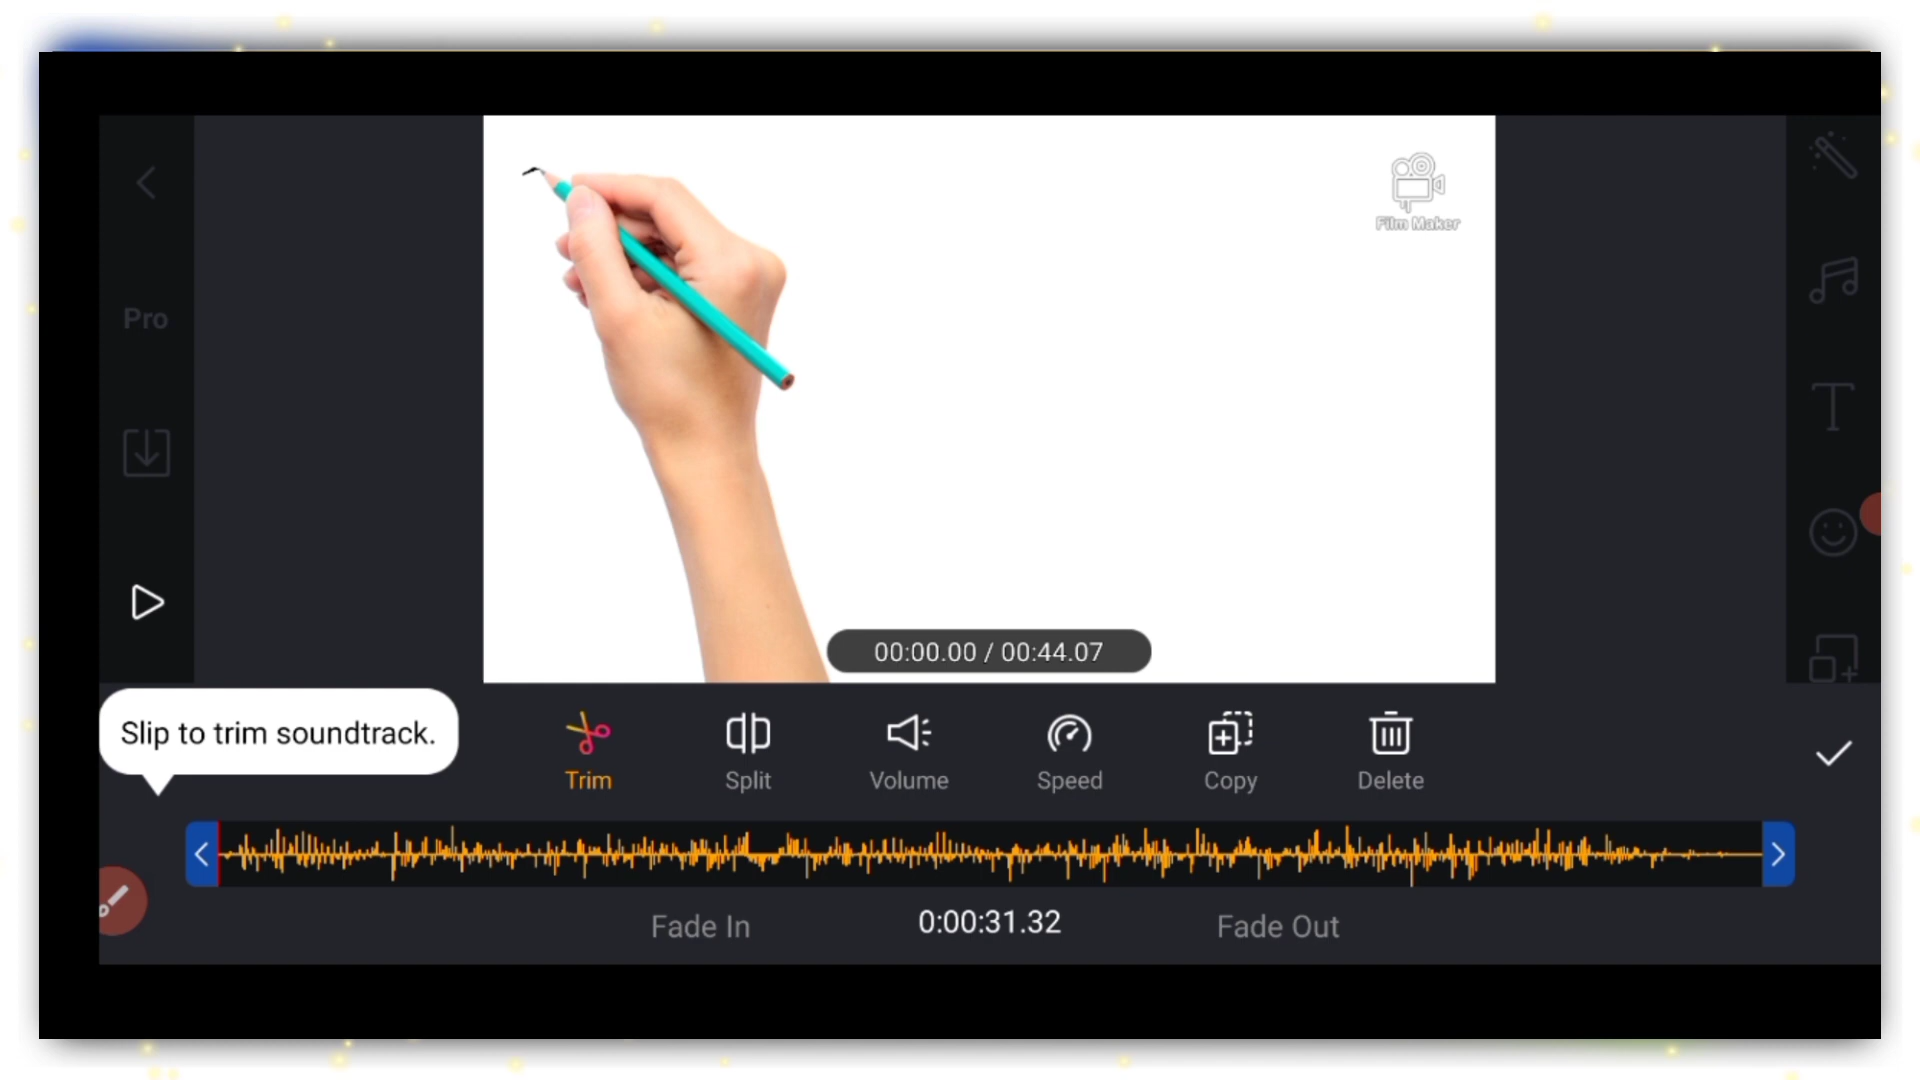 Film Maker
Pro
00:00.00 / 00:44.07
Slip to trim soundtrack.
Trim
Split
Volume
Speed
Copy
Delete
Fade In
0:00:31.32
Fade Out